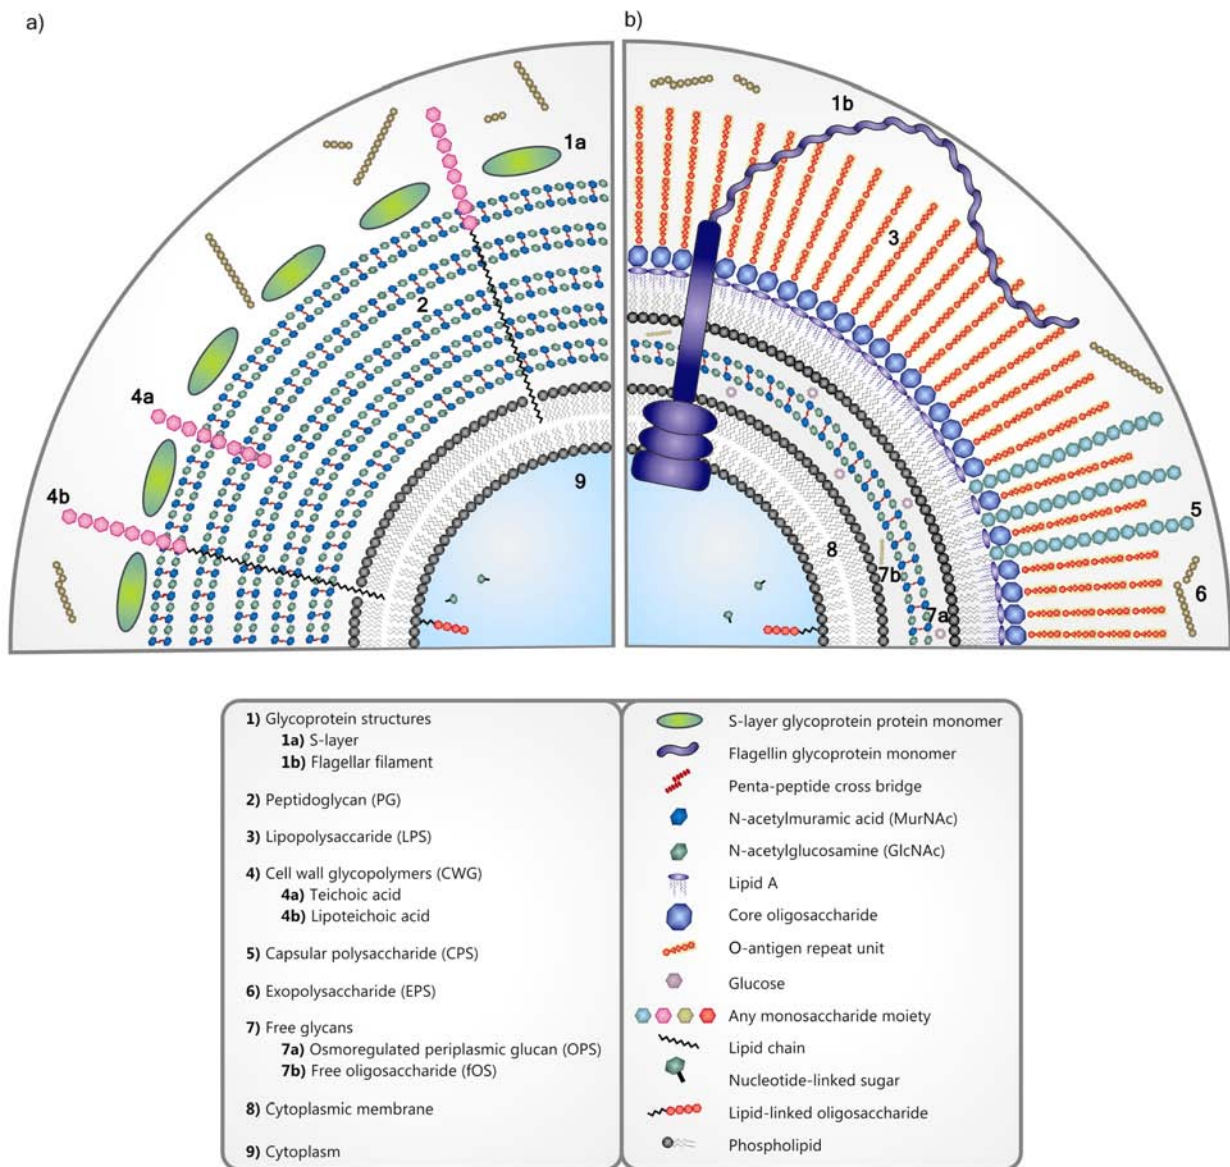 a)
b)
1b
1a
3
2
4a
4b
9
8
5
7b
6
7a
1) Glycoprotein structures
1a) S-layer
1b) Flagellar filament
2) Peptidoglycan (PG)
3) Lipopolysaccaride (LPS)
4) Cell wall glycopolymers (CWG)
4a) Teichoic acid
4b) Lipoteichoic acid
5) Capsular polysaccharide (CPS)
6) Exopolysaccharide (EPS)
7) Free glycans
7a) Osmoregulated periplasmic glucan (OPS)
7b) Free oligosaccharide (fOS)
8) Cytoplasmic membrane
9) Cytoplasm
S-layer glycoprotein protein monomer
Flagellin glycoprotein monomer
Penta-peptide cross bridge
N-acetylmuramic acid (MurNAc)
N-acetylglucosamine (GlcNAc)
Lipid A
Core oligosaccharide
O-antigen repeat unit
Glucose
Any monosaccharide moiety
Lipid chain
Nucleotide-linked sugar
Lipid-linked oligosaccharide
Phospholipid